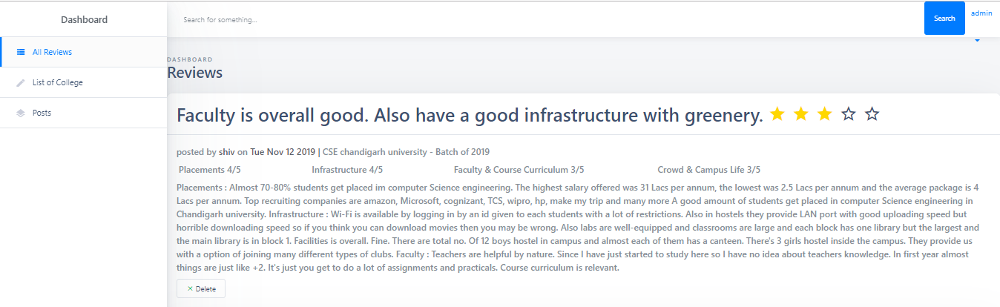 Dashboard
Search for something...
Search
admin
All Reviews
List of College
Posts
DASHBOARD
Reviews
Faculty is overall good. Also have a good infrastructure with greenery.
posted by shiv on Tue Nov 12 2019 | CSE chandigarh university - Batch of 2019
Placements 4/5 Infrastructure 4/5 Faculty & Course Curriculum 3/5 Crowd & Campus Life 3/5
Placements : Almost 70-80% students get placed im computer Science engineering. The highest salary offered was 31 Lacs per annum, the lowest was 2.5 Lacs per annum and the average package is 4
Lacs per annum. Top recruiting companies are amazon, Microsoft, cognizant, TCS, wipro, hp, make my trip and many more A good amount of students get placed in computer Science engineering in
Chandigarh university. Infrastructure : Wi-Fi is available by logging in by an id given to each students with a lot of restrictions. Also in hostels they provide LAN port with good uploading speed but
horrible downloading speed so if you think you can download movies then you may be wrong. Also labs are well-equipped and classrooms are large and each block has one library but the largest and
the main library is in block 1. Facilities is overall. Fine. There are total no. Of 12 boys hostel in campus and almost each of them has a canteen. There's 3 girls hostel inside the campus. They provide us
with a option of joining many different types of clubs. Faculty : Teachers are helpful by nature. Since I have just started to study here so I have no idea about teachers knowledge. In first year almost
things are just like +2. It's just you get to do a lot of assignments and practicals. Course curriculum is relevant.
Delete